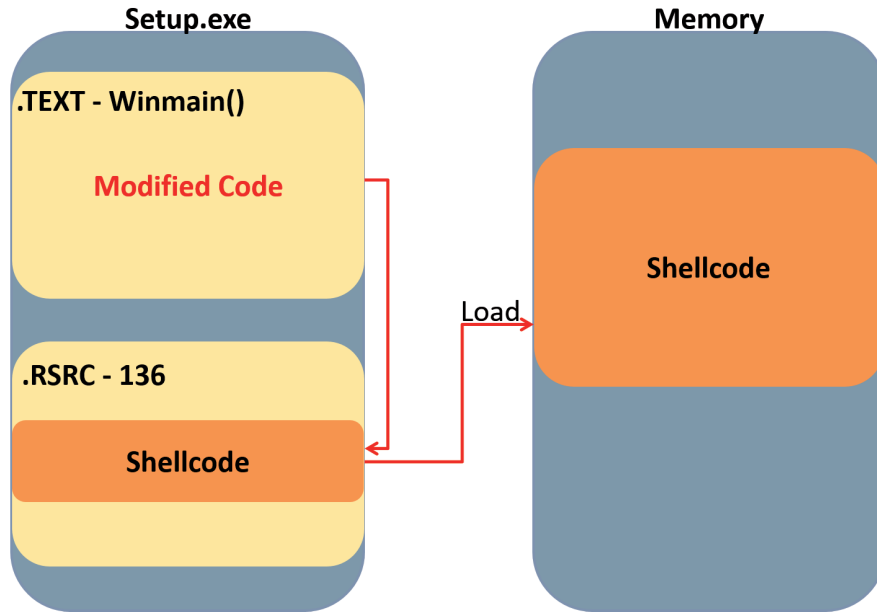 Setup.exe
Memory
.TEXT - Winmain()
Modified Code
Shellcode
Load
.RSRC - 136
Shellcode